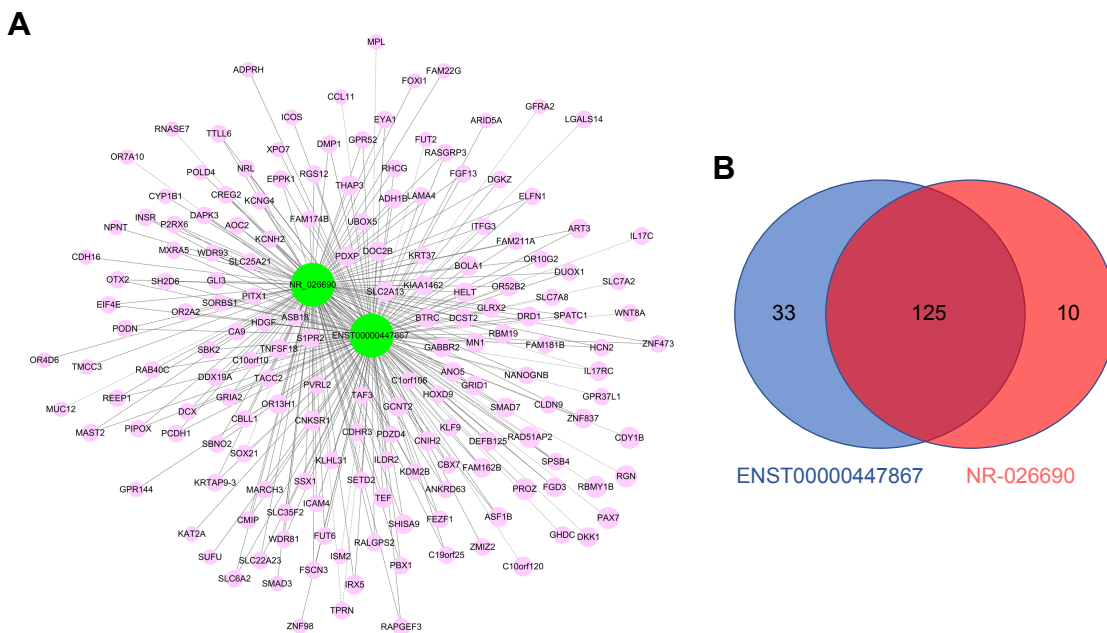 A
MPL
ADPRH
FAM22G
FOXI1
CCL11
GFRA2
ICOS
EYA1
ARID5A
LGALS14
RNASE7
TTLL6
DMP1
GPR52
FUT2
OR7A10
XPO7
RASGRP3
NRL
RGS12
RHCG
POLD4
EPPK1
THAP3
FGF13
DGKZ
CYP1B1
CREG2
KCNG4
ADH1B
LAMA4
ELFN1
INSR
DAPK3
FAM174B
UBOX5
NPNT
P2RX6
AOC2
ITFG3
ART3
KCNH2
DOC2B
FAM211A
IL17C
MXRA5
WDR93
PDXP
KRT37
CDH16
SLC25A21
BOLA1
OR10G2
DUOX1
OTX2
SH2D6
GLI3
NR_026690
SLC2A13
KIAA1462
HELT
OR52B2
SLC7A2
PITX1
SLC7A8
EIF4E
SORBS1
OR2A2
ASB18
BTRC
DCST2
GLRX2
DRD1
SPATC1
WNT8A
PODN
CA9
HDGF
S1PR2
ENST00000447867
MN1
RBM19
FAM181B
HCN2
ZNF473
OR4D6
SBK2
TNFSF18
GABBR2
TMCC3
RAB40C
C10orf10
ANO5
NANOGNB
IL17RC
DDX19A
TACC2
PVRL2
C1orf106
GRID1
GPR37L1
MUC12
REEP1
GRIA2
TAF3
HOXD9
SMAD7
CLDN9
DCX
OR13H1
GCNT2
ZNF837
MAST2
PIPOX
PCDH1
CBLL1
CNKSR1
KLF9
CDHR3
PDZD4
CNIH2
DEFB125
RAD51AP2
CDY1B
SBNO2
SOX21
KLHL31
ILDR2
KDM2B
CBX7
FAM162B
SPSB4
RGN
GPR144
KRTAP9-3
MARCH3
SSX1
SETD2
TEF
ANKRD63
PROZ
FGD3
RBMY1B
SLC35F2
ICAM4
CMIP
SHISA9
FEZF1
ASF1B
PAX7
KAT2A
WDR81
FUT6
RALGPS2
GHDC
DKK1
SUFU
SLC22A23
ISM2
C19orf25
ZMIZ2
SLC6A2
SMAD3
FSCN3
IRX5
PBX1
C10orf120
TPRN
ZNF98
RAPGEF3
B
33
125
10
ENST00000447867
NR-026690